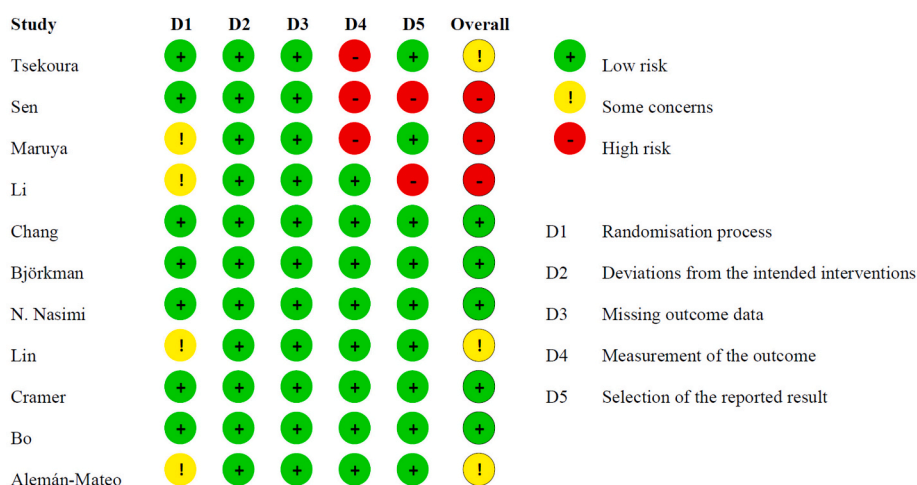 Study D1 D2 D3 D4 D5 Overall
Tsekoura + + + - + ! + Low risk
Sen + + + - - - ! Some concerns
Maruya ! + + - + - - High risk
Li ! + + + - -
Chang + + + + + + D1 Randomisation process
Björkman + + + + + + D2 Deviations from the intended interventions
N. Nasimi + + + + + + D3 Missing outcome data
Lin ! + + + + ! D4 Measurement of the outcome
Cramer + + + + + + D5 Selection of the reported result
Bo + + + + + +
Alemán-Mateo ! + + + + !